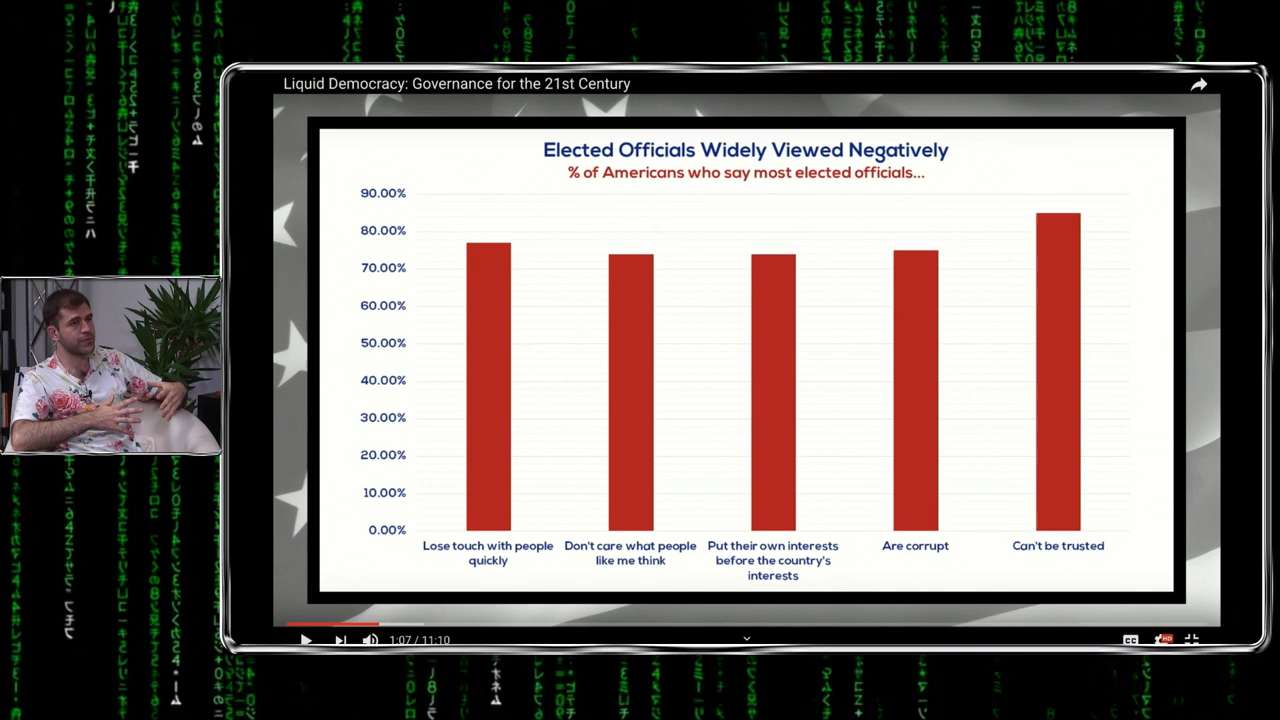 Liquid Democracy: Governance for the 21st Century
Elected Officials Widely Viewed Negatively
% of Americans who say most elected officials...
90.00%
80.00%
70.00%
60.00%
50.00%
40.00%
30.00%
20.00%
10.00%
0.00%
Lose touch with people
quickly
Don't care what people
like me think
Put their own interests
before the country's
interests
Are corrupt
Can't be trusted
1:07 / 11:10
CC
HD